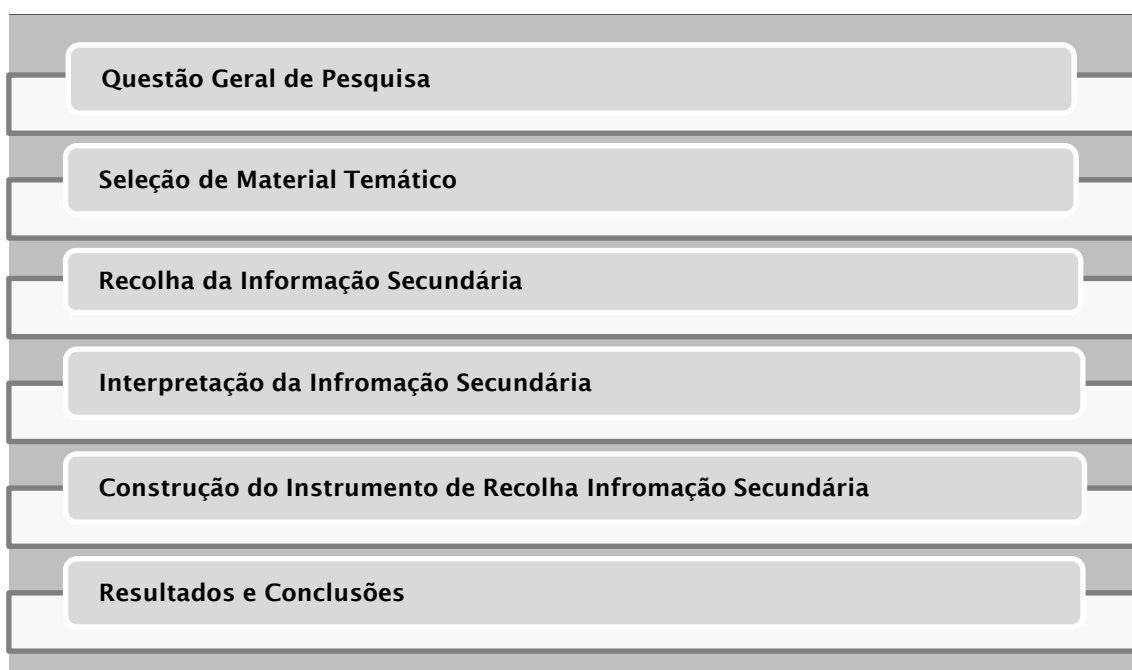 Questão Geral de Pesquisa
Seleção de Material Temático
Recolha da Informação Secundária
Interpretação da Infromação Secundária
Construção do Instrumento de Recolha Infromação Secundária
Resultados e Conclusões